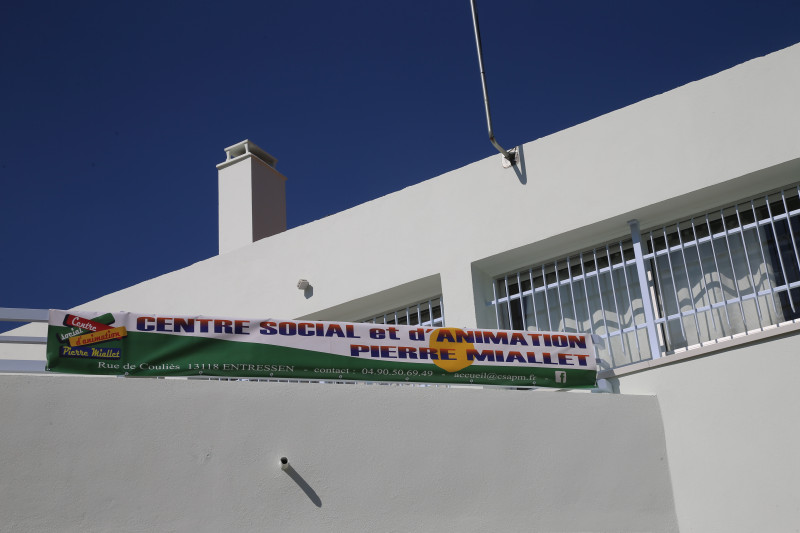 Centre
social
d'animation
Pierre Miallet
CENTRE SOCIAL et d'ANIMATION
PIERRE MIALLET
Rue de Couliès 13118 ENTRESSEN - contact : 04.90.50.69.49 - accueil@csapm.fr f